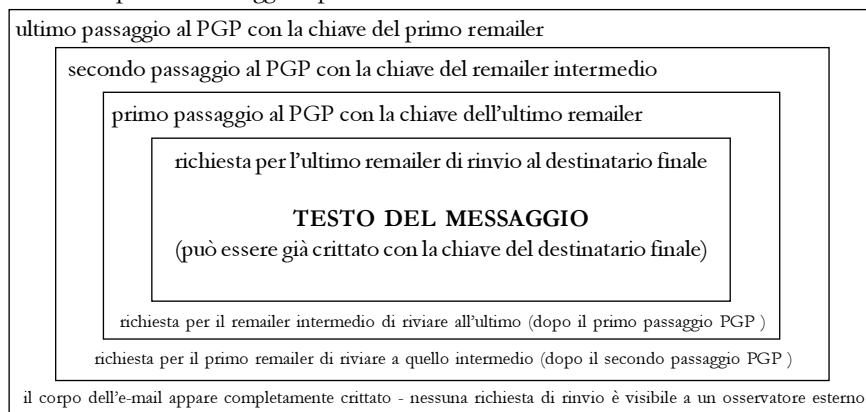 ultimo passaggio al PGP con la chiave del primo remailer
secondo passaggio al PGP con la chiave del remailer intermedio
primo passaggio al PGP con la chiave dell'ultimo remailer
richiesta per l'ultimo remailer di rinvio al destinatario finale
TESTO DEL MESSAGGIO
(può essere già crittato con la chiave del destinatario finale)
richiesta per il remailer intermedio di riviare all'ultimo (dopo il primo passaggio PGP )
richiesta per il primo remailer di riviare a quello intermedio (dopo il secondo passaggio PGP )
il corpo dell'e-mail appare completamente crittato - nessuna richiesta di rinvio è visibile a un osservatore esterno